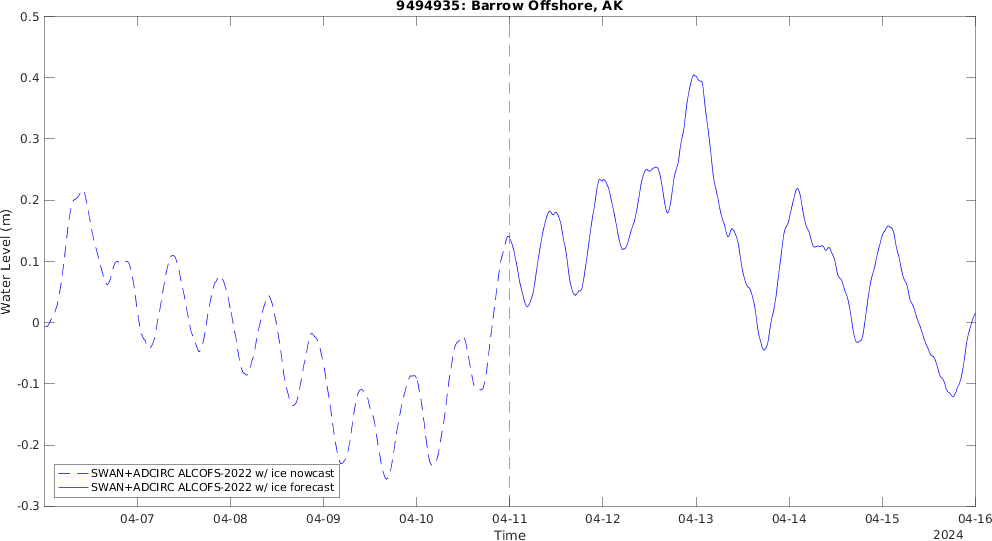 9494935: Barrow Offshore, AK
0.5
0.4
0.3
0.2
0.1
0
-0.1
-0.2
-0.3
Water Level (m)
SWAN+ADCIRC ALCOFS-2022 w/ ice nowcast
SWAN+ADCIRC ALCOFS-2022 w/ ice forecast
04-07 04-08 04-09 04-10 04-11 04-12 04-13 04-14 04-15 04-16
Time
2024